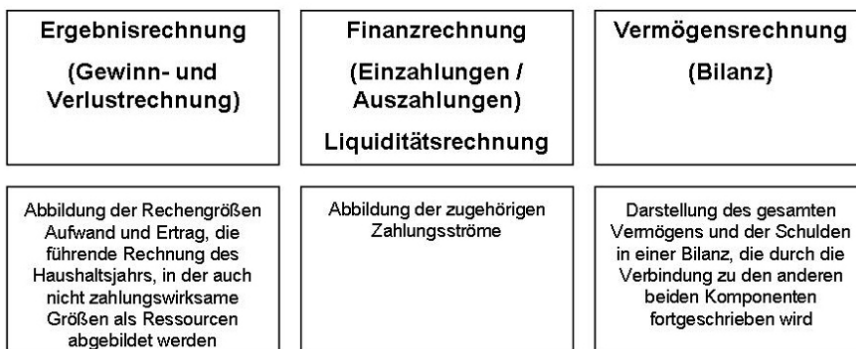 Ergebnisrechnung
(Gewinn- und
Verlustrechnung)
Finanzrechnung
(Einzahlungen /
Auszahlungen)
Liquiditätsrechnung
Vermögensrechnung
(Bilanz)
Abbildung der Rechengrößen
Aufwand und Ertrag, die
führende Rechnung des
Haushaltsjahrs, in der auch
nicht zahlungswirksame
Größen als Ressourcen
abgebildet werden
Abbildung der zugehörigen
Zahlungsströme
Darstellung des gesamten
Vermögens und der Schulden
in einer Bilanz, die durch die
Verbindung zu den anderen
beiden Komponenten
fortgeschrieben wird